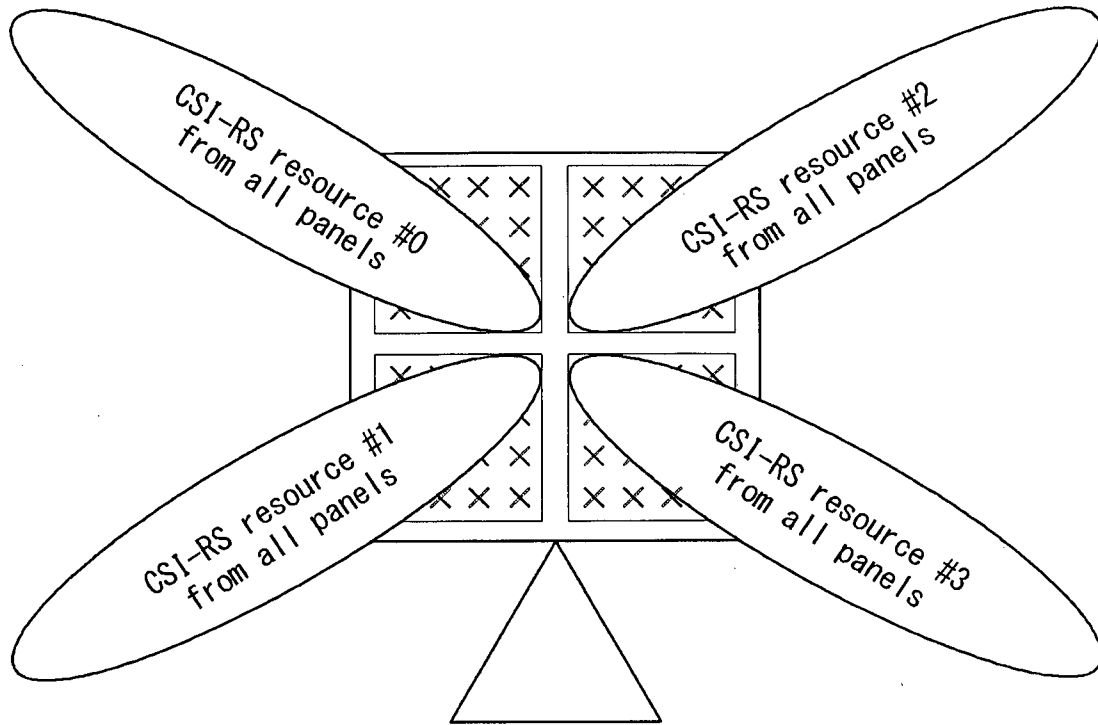 CSI-RS resource #0
from all panels
CSI-RS resource #2
from all panels
CSI-RS resource #1
from all panels
CSI-RS resource #3
from all panels